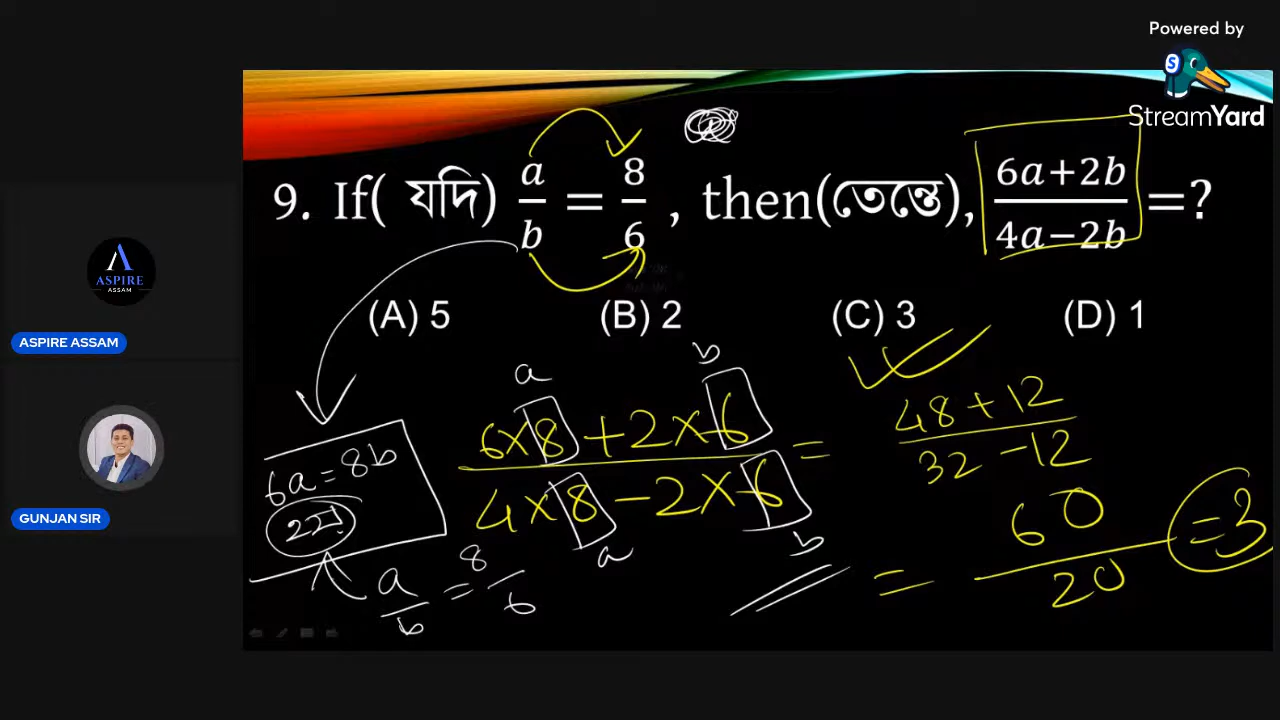 Powered by
StreamYard
9. If( যদি) a/b = 8/6 , then(তেন্তে), 6a+2b/4a−2b =?
(A) 5 (B) 2 (C) 3 (D) 1
A
ASPIRE
ASSAM
ASPIRE ASSAM
GUNJAN SIR
a b
6×8+2×6/4×8−2×6 = 48+12/32−12
a b
= 60/20 =3
6a=8b
a/b = 8/6